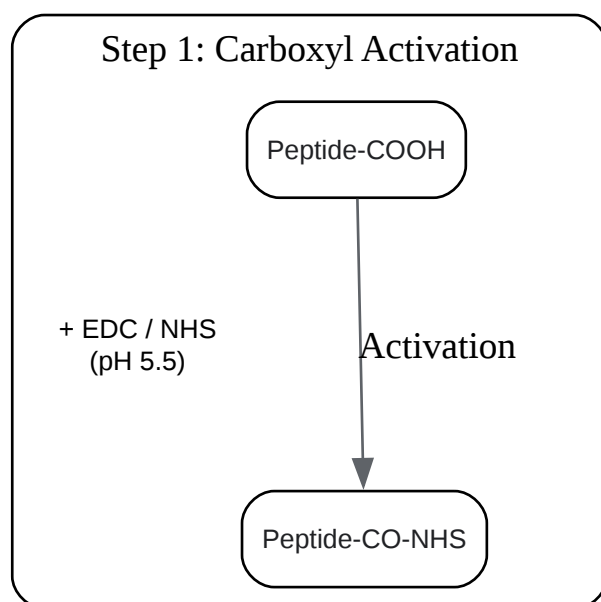 Step 1: Carboxyl Activation
Peptide-COOH
+ EDC / NHS
(pH 5.5)
Activation
Peptide-CO-NHS